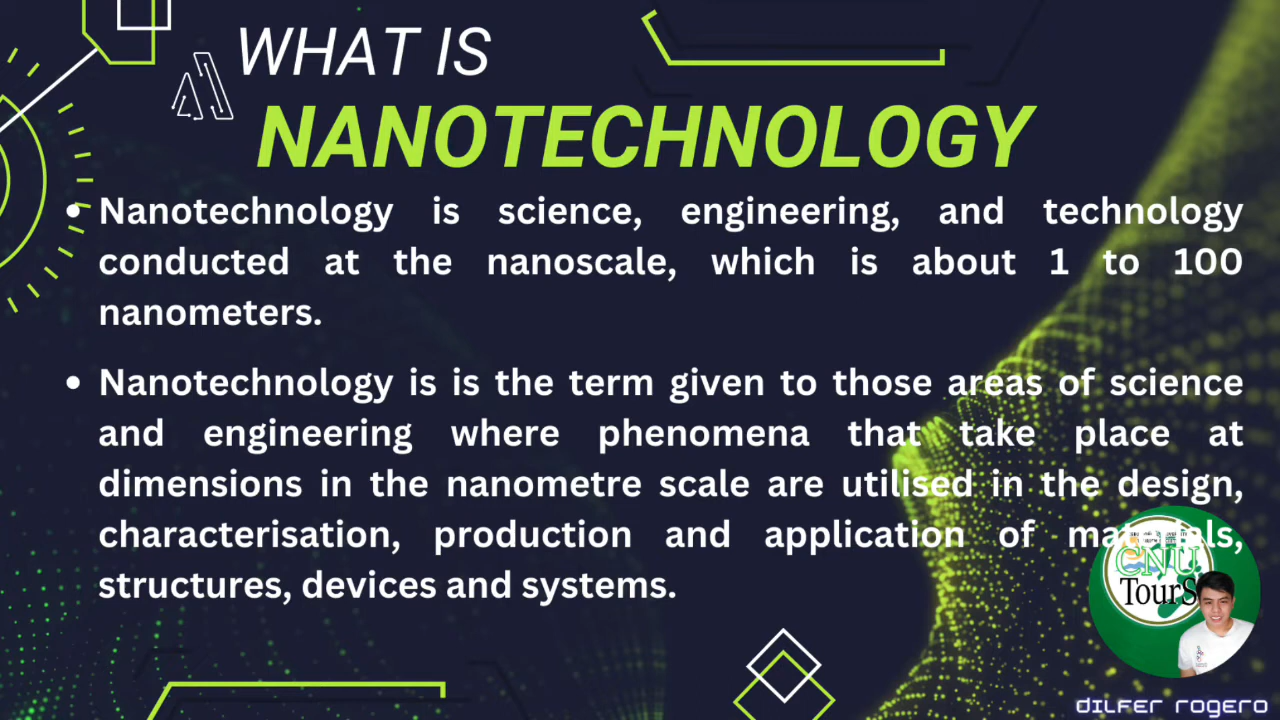 WHAT IS
NANOTECHNOLOGY
• Nanotechnology is science, engineering, and technology
conducted at the nanoscale, which is about 1 to 100
nanometers.
• Nanotechnology is is the term given to those areas of science
and engineering where phenomena that take place at
dimensions in the nanometre scale are utilised in the design,
characterisation, production and application of materials,
structures, devices and systems.
CNU
TourS
DILFER ROGERO